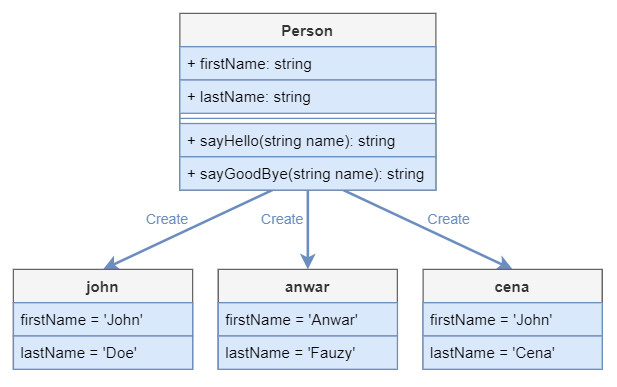 Person
+ firstName: string
+ lastName: string
+ sayHello(string name): string
+ sayGoodBye(string name): string
Create
Create
Create
john
firstName = 'John'
lastName = 'Doe'
anwar
firstName = 'Anwar'
lastName = 'Fauzy'
cena
firstName = 'John'
lastName = 'Cena'